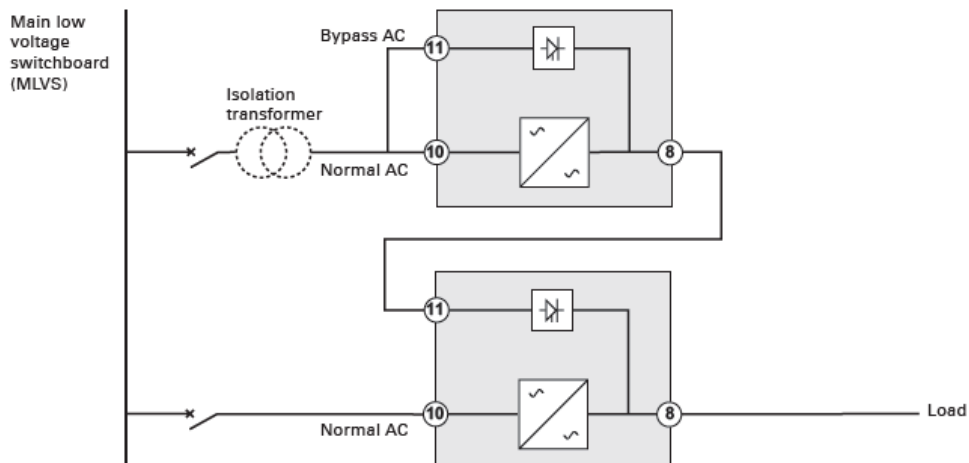 Main low
voltage
switchboard
(MLVS)
Bypass AC
11
Isolation
transformer
Normal AC
10
8
11
Normal AC
10
8
Load